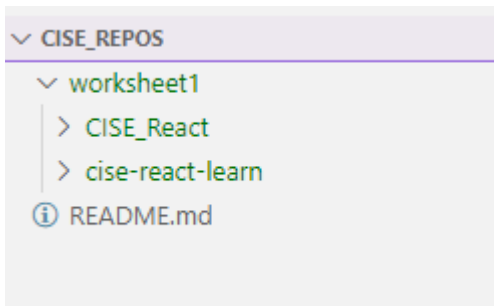 CISE_REPOS
worksheet1
CISE_React
cise-react-learn
README.md